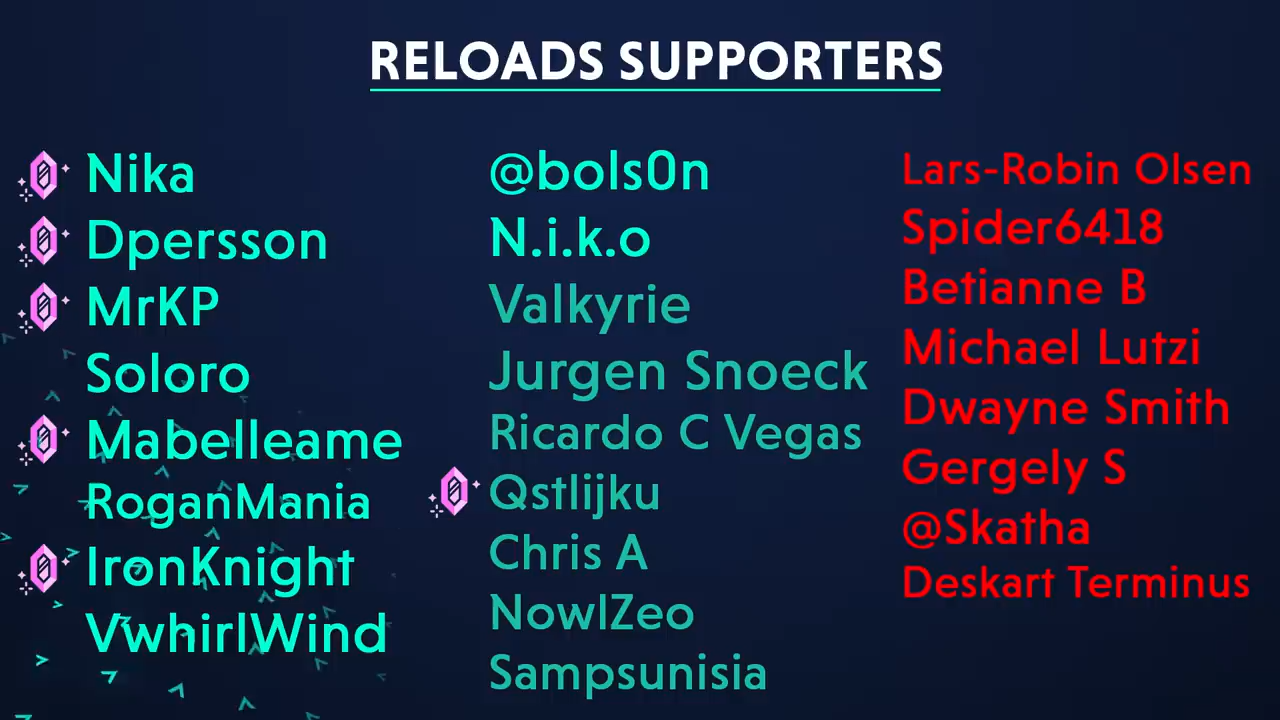 RELOADS SUPPORTERS
Nika
Dpersson
MrKP
Soloro
Mabelleame
RoganMania
IronKnight
VwhirlWind
@bols0n
N.i.k.o
Valkyrie
Jurgen Snoeck
Ricardo C Vegas
Qstlijku
Chris A
NowlZeo
Sampsunisia
Lars-Robin Olsen
Spider6418
Betianne B
Michael Lutzi
Dwayne Smith
Gergely S
@Skatha
Deskart Terminus